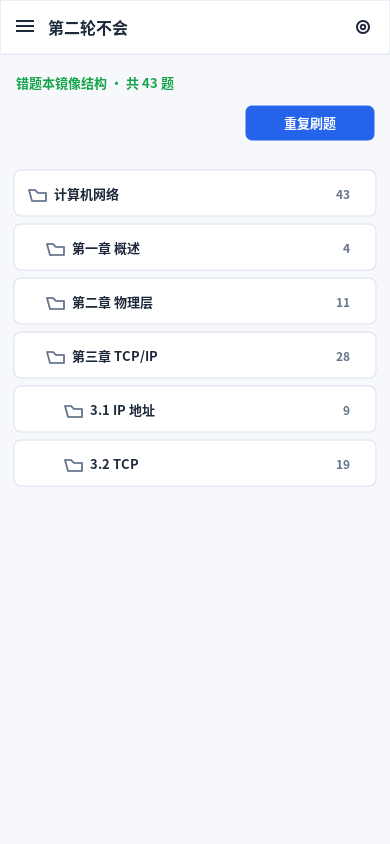 第二轮不会
错题本镜像结构 · 共 43 题
重复刷题
计算机网络 43
第一章 概述 4
第二章 物理层 11
第三章 TCP/IP 28
3.1 IP 地址 9
3.2 TCP 19